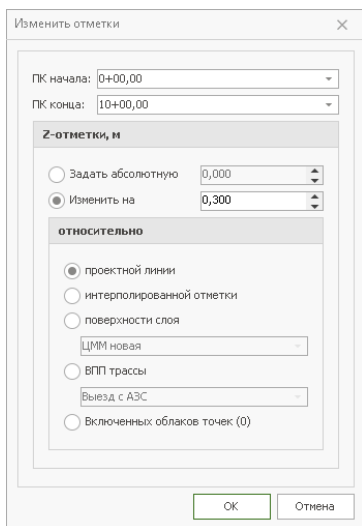 Изменить отметки
ПК начала: 0+00,00
ПК конца: 10+00,00
Z-отметки, м
Задать абсолютную 0,000
Изменить на 0,300
относительно
проектной линии
интерполированной отметки
поверхности слоя
ЦММ новая
ВПП трассы
Выезд с АЗС
Включенных облаков точек (0)
ОК Отмена